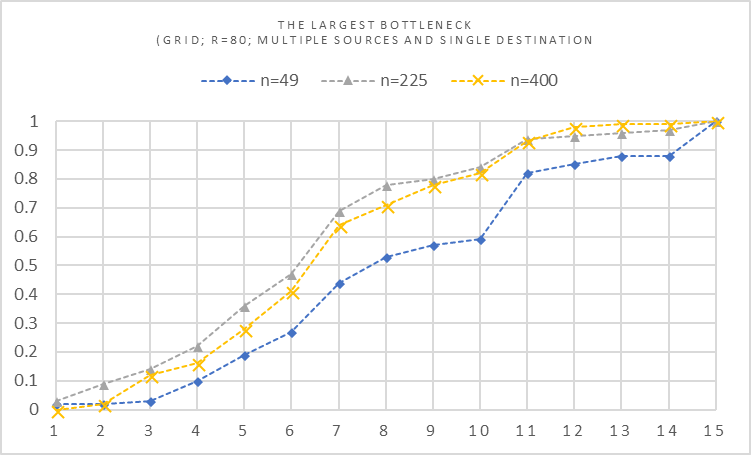 THE LARGEST BOTTLENECK
(GRID; R=80; MULTIPLE SOURCES AND SINGLE DESTINATION
n=49 n=225 n=400
1
0.9
0.8
0.7
0.6
0.5
0.4
0.3
0.2
0.1
0
1 2 3 4 5 6 7 8 9 10 11 12 13 14 15